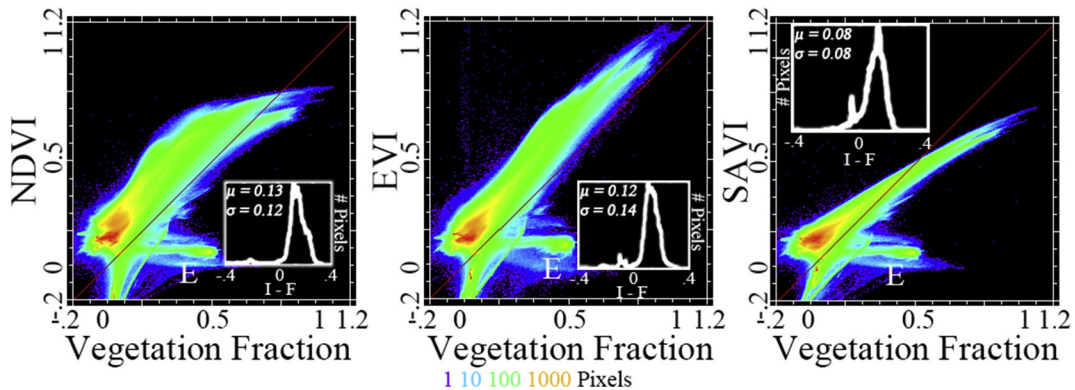 NDVI
1.2
1
0.5
0
-.2
-.2 0 0.5 1 1.2
Vegetation Fraction
μ = 0.13
σ = 0.12
# Pixels
-.4 0 .4
I - F
E
EVI
1.2
1
0.5
0
-.2
-.2 0 0.5 1 1.2
Vegetation Fraction
μ = 0.12
σ = 0.14
# Pixels
-.4 0 .4
I - F
E
SAVI
1.2
1
0.5
0
-.2
-.2 0 0.5 1 1.2
Vegetation Fraction
μ = 0.08
σ = 0.08
# Pixels
-.4 0 .4
I - F
E
1 10 100 1000 Pixels